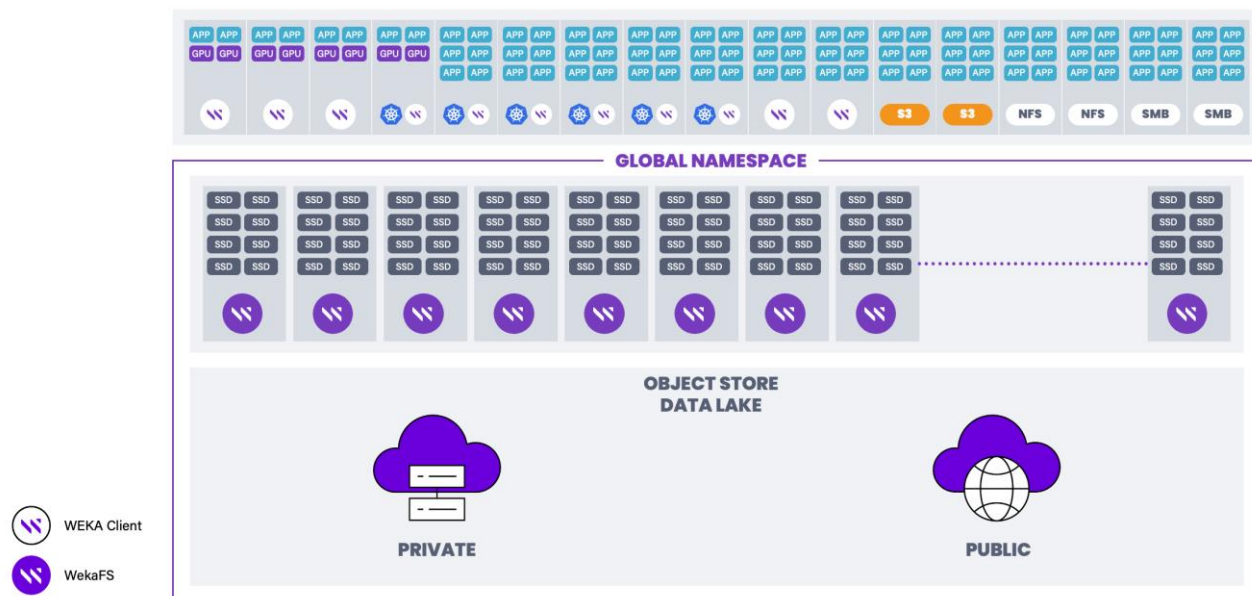 APP APP APP APP APP APP APP APP APP APP APP APP APP APP APP APP APP APP APP APP APP APP APP APP APP APP APP APP APP APP APP APP APP APP
GPU GPU GPU GPU GPU GPU GPU GPU APP APP APP APP APP APP APP APP APP APP APP APP APP APP APP APP APP APP APP APP APP APP APP APP APP APP
APP APP APP APP APP APP APP APP APP APP APP APP APP APP APP APP APP APP APP APP APP APP APP APP APP APP
S3 S3 NFS NFS SMB SMB
GLOBAL NAMESPACE
SSD SSD SSD SSD SSD SSD SSD SSD SSD SSD SSD SSD SSD SSD SSD SSD SSD SSD
SSD SSD SSD SSD SSD SSD SSD SSD SSD SSD SSD SSD SSD SSD SSD SSD SSD SSD
SSD SSD SSD SSD SSD SSD SSD SSD SSD SSD SSD SSD SSD SSD SSD SSD SSD SSD
SSD SSD SSD SSD SSD SSD SSD SSD SSD SSD SSD SSD SSD SSD SSD SSD SSD SSD
OBJECT STORE
DATA LAKE
PRIVATE
PUBLIC
WEKA Client
WekaFS